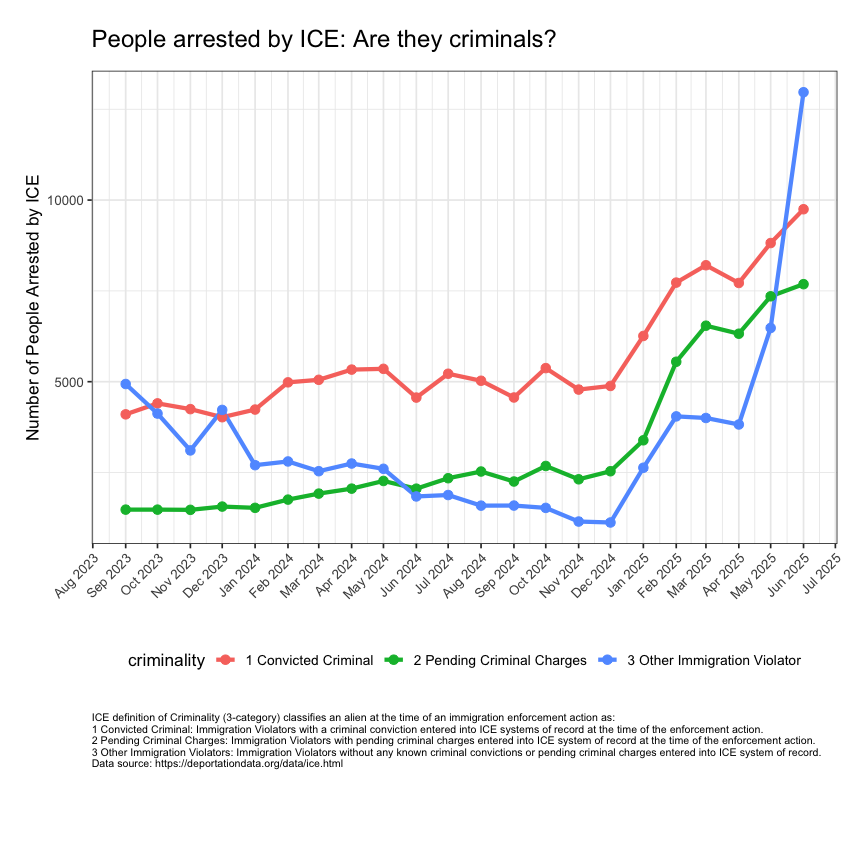 People arrested by ICE: Are they criminals?
Number of People Arrested by ICE
10000
5000
Aug 2023
Sep 2023
Oct 2023
Nov 2023
Dec 2023
Jan 2024
Feb 2024
Mar 2024
Apr 2024
May 2024
Jun 2024
Jul 2024
Aug 2024
Sep 2024
Oct 2024
Nov 2024
Dec 2024
Jan 2025
Feb 2025
Mar 2025
Apr 2025
May 2025
Jun 2025
Jul 2025
criminality 1 Convicted Criminal 2 Pending Criminal Charges 3 Other Immigration Violator
ICE definition of Criminality (3-category) classifies an alien at the time of an immigration enforcement action as:
1 Convicted Criminal: Immigration Violators with a criminal conviction entered into ICE systems of record at the time of the enforcement action.
2 Pending Criminal Charges: Immigration Violators with pending criminal charges entered into ICE system of record at the time of the enforcement action.
3 Other Immigration Violators: Immigration Violators without any known criminal convictions or pending criminal charges entered into ICE system of record.
Data source: https://deportationdata.org/data/ice.html